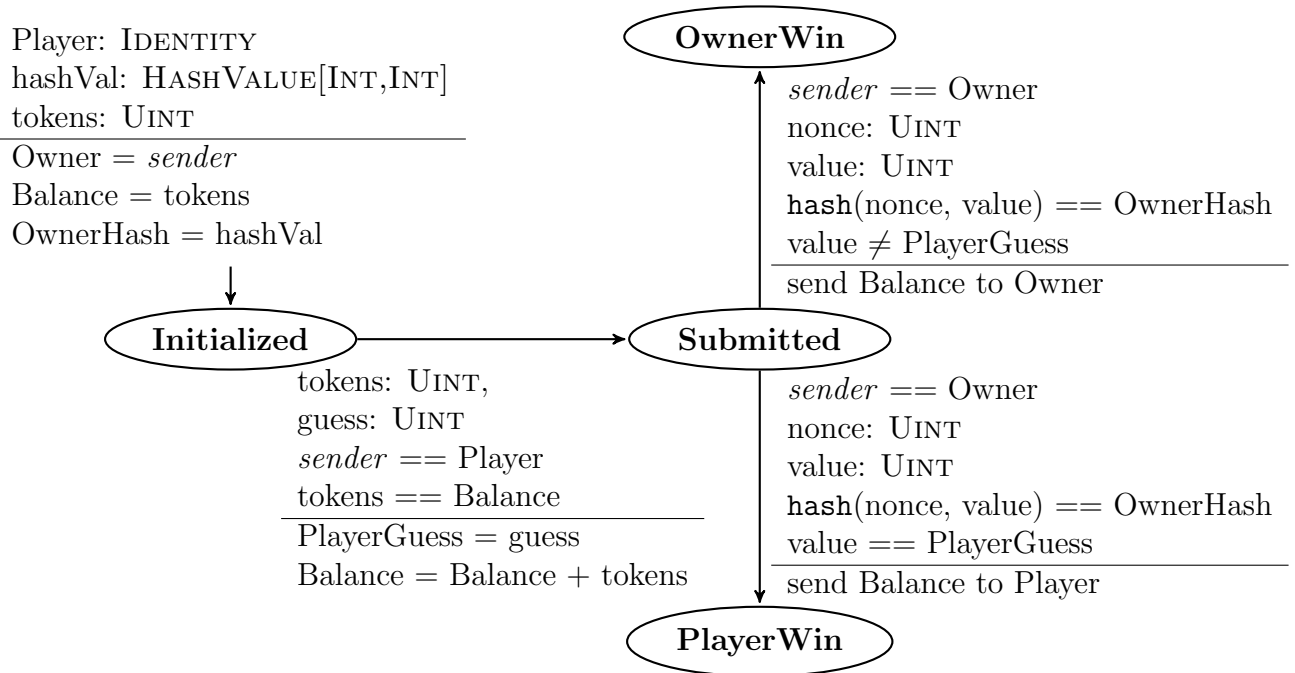 Player: IDENTITY
hashVal: HASHVALUE[INT,INT]
tokens: UINT
Owner = sender
Balance = tokens
OwnerHash = hashVal
OwnerWin
sender == Owner
nonce: UINT
value: UINT
hash(nonce, value) == OwnerHash
value ≠ PlayerGuess
send Balance to Owner
Initialized
Submitted
tokens: UINT,
guess: UINT
sender == Player
tokens == Balance
PlayerGuess = guess
Balance = Balance + tokens
sender == Owner
nonce: UINT
value: UINT
hash(nonce, value) == OwnerHash
value == PlayerGuess
send Balance to Player
PlayerWin